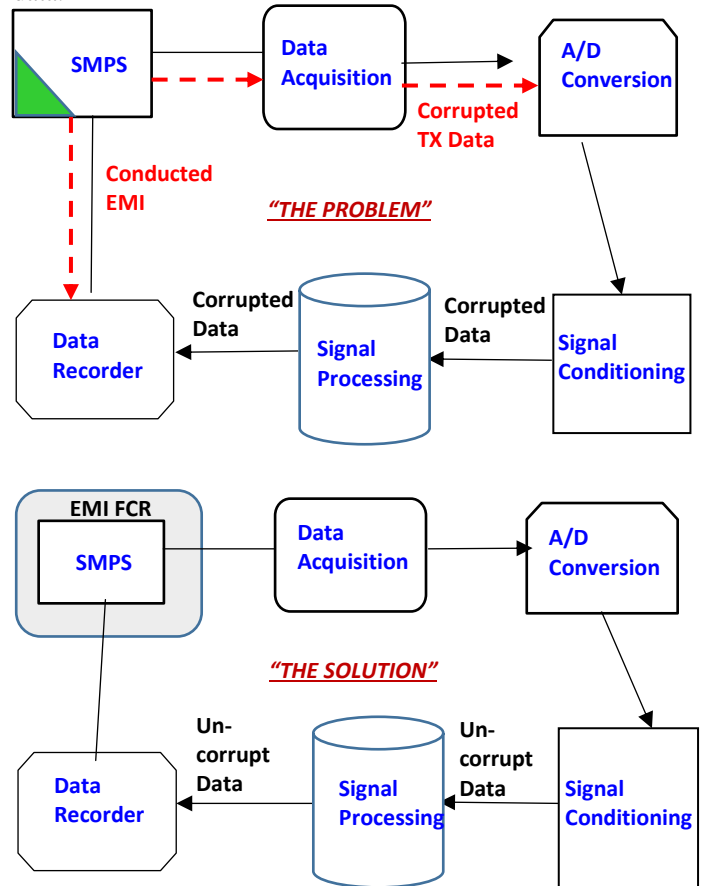 SMPS
Data
Acquisition
A/D
Conversion
Corrupted
TX Data
Conducted
EMI
“THE PROBLEM”
Data
Recorder
Corrupted
Data
Signal
Processing
Corrupted
Data
Signal
Conditioning
EMI FCR
SMPS
Data
Acquisition
A/D
Conversion
“THE SOLUTION”
Data
Recorder
Un-
corrupt
Data
Signal
Processing
Un-
corrupt
Data
Signal
Conditioning